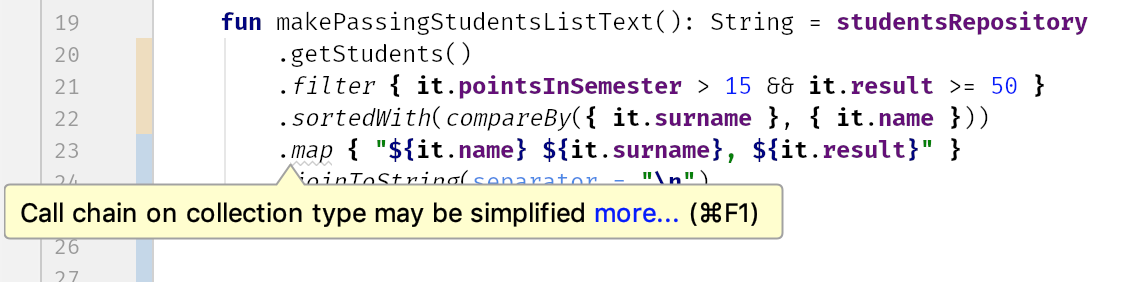 19 fun makePassingStudentsListText(): String = studentsRepository
20 .getStudents()
21 .filter { it.pointsInSemester > 15 && it.result >= 50 }
22 .sortedWith(compareBy({ it.surname }, { it.name }))
23 .map { "${it.name} ${it.surname}, ${it.result}" }
24 joinToString(separator = "\n")
Call chain on collection type may be simplified more... (⌘F1)
26
27